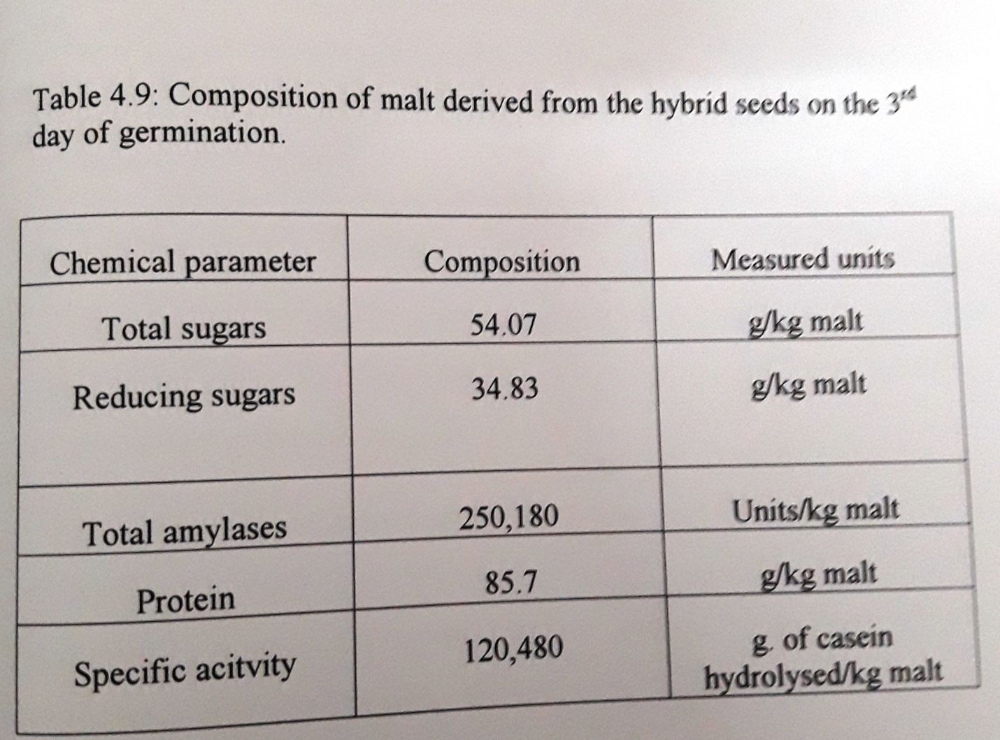 Table 4.9: Composition of malt derived from the hybrid seeds on the 3rd
day of germination.
Chemical parameter Composition Measured units
Total sugars 54.07 g/kg malt
Reducing sugars 34.83 g/kg malt
Total amylases 250,180 Units/kg malt
Protein 85.7 g/kg malt
Specific acitvity 120,480 g. of casein
hydrolysed/kg malt